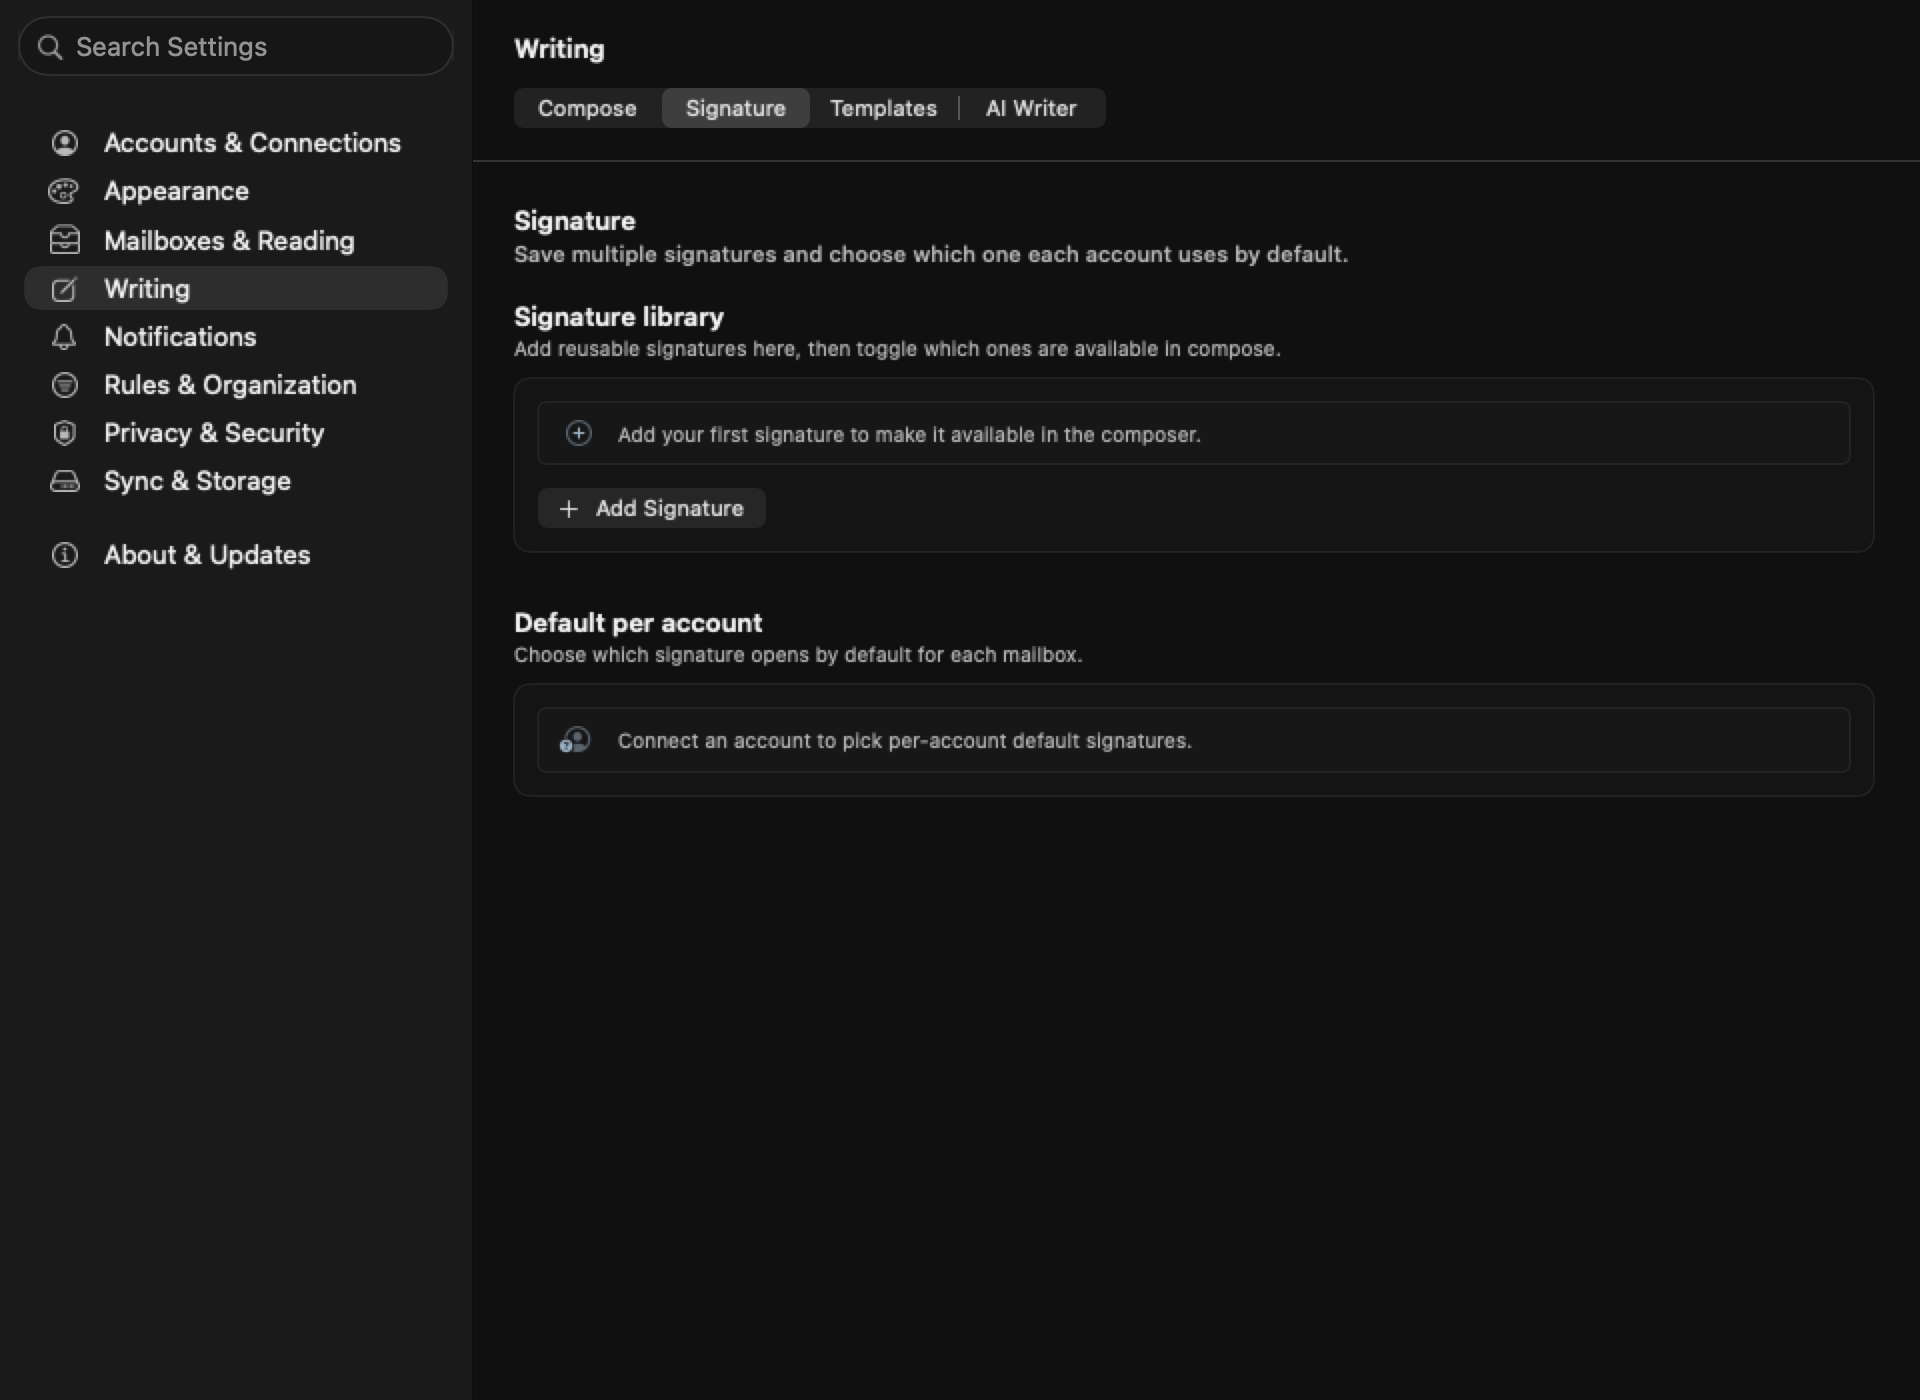 Search Settings
Accounts & Connections
Appearance
Mailboxes & Reading
Writing
Notifications
Rules & Organization
Privacy & Security
Sync & Storage
About & Updates
Writing
Compose
Signature
Templates
AI Writer
Signature
Save multiple signatures and choose which one each account uses by default.
Signature library
Add reusable signatures here, then toggle which ones are available in compose.
Add your first signature to make it available in the composer.
Add Signature
Default per account
Choose which signature opens by default for each mailbox.
Connect an account to pick per-account default signatures.